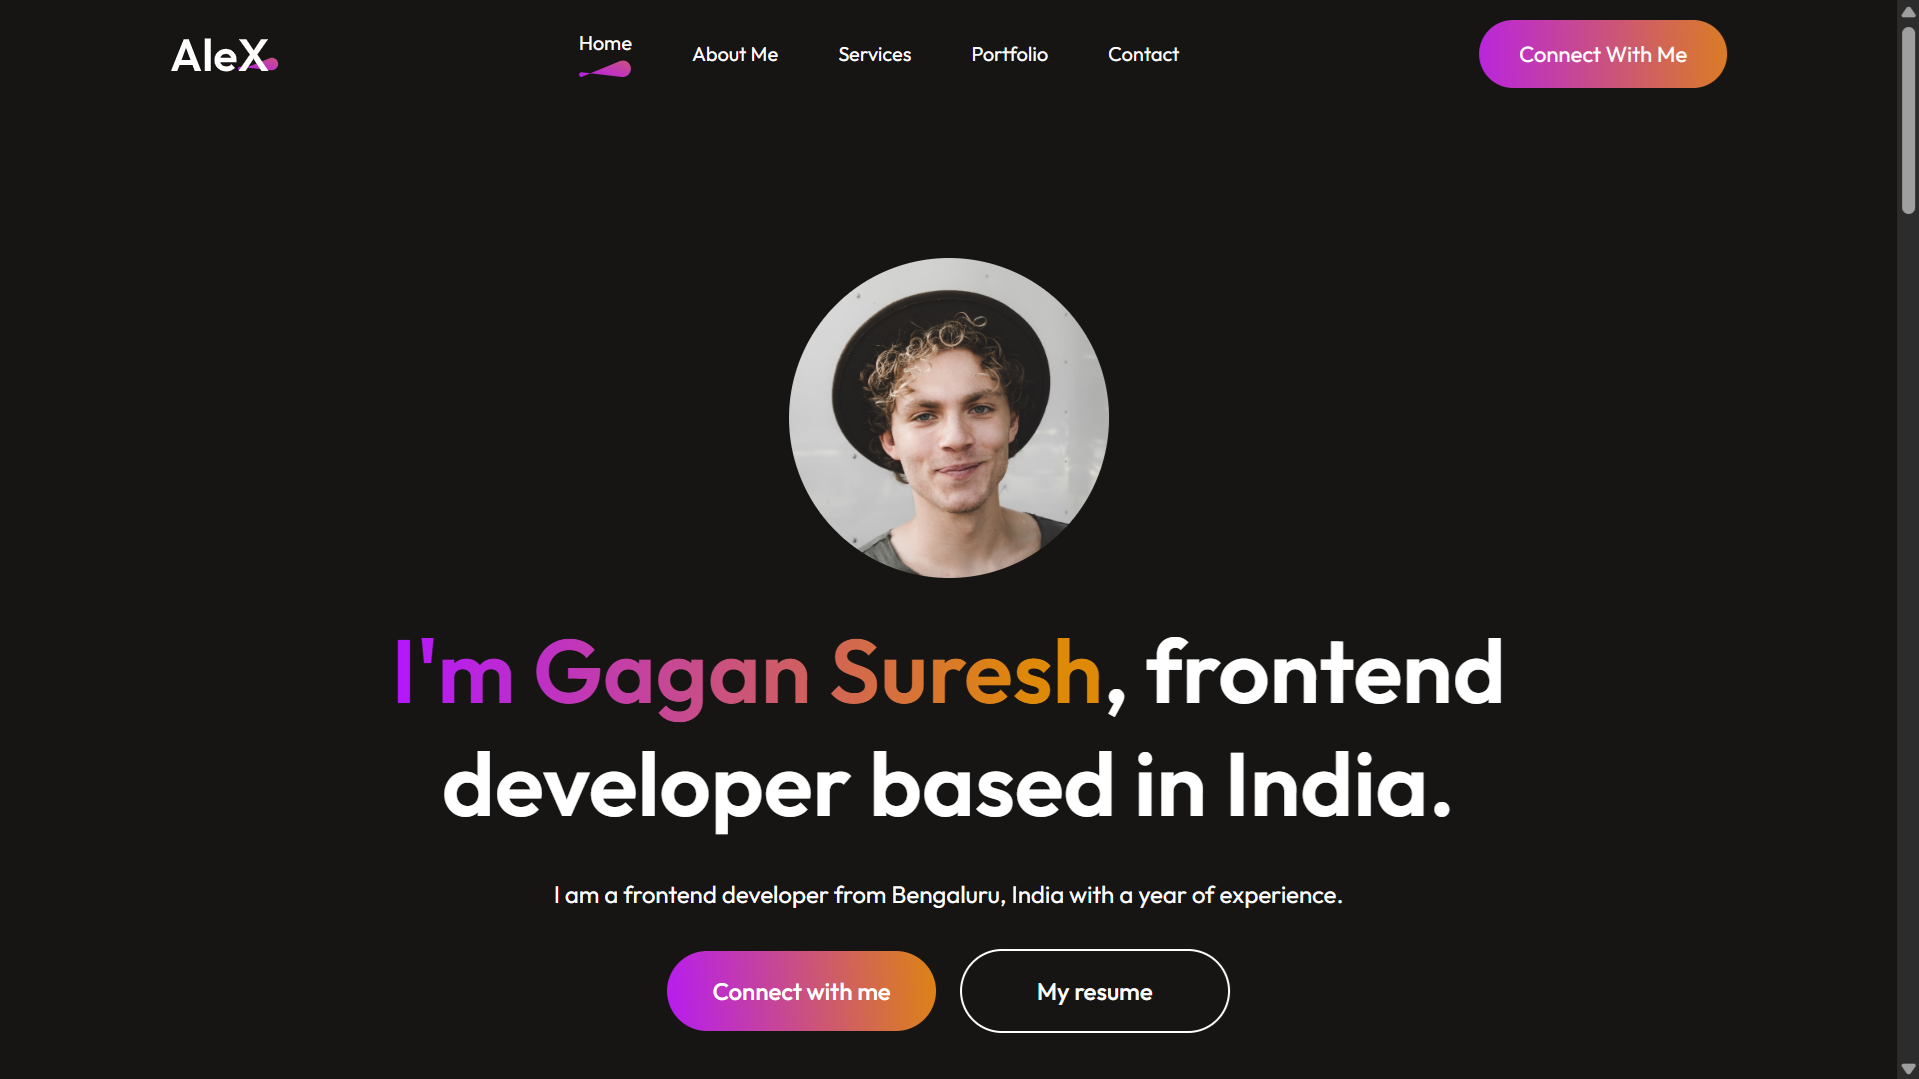 AleX
Home
About Me
Services
Portfolio
Contact
Connect With Me
I'm Gagan Suresh, frontend
developer based in India.
I am a frontend developer from Bengaluru, India with a year of experience.
Connect with me
My resume